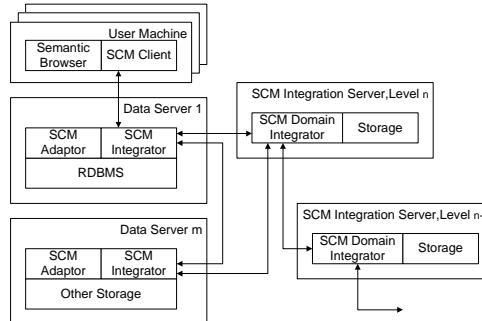 User Machine
Semantic Browser
SCM Client
Data Server 1
SCM Adaptor
SCM Integrator
RDBMS
Data Server m
SCM Adaptor
SCM Integrator
Other Storage
SCM Integration Server,Level n
SCM Domain Integrator
Storage
SCM Integration Server,Level n-
SCM Domain Integrator
Storage